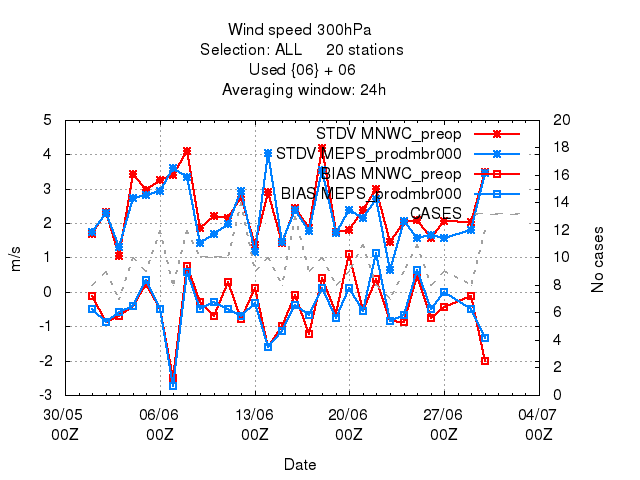 Wind speed 300hPa
Selection: ALL 20 stations
Used {06} + 06
Averaging window: 24h
STDV MNWC_preop
STDV MEPS_prodmbr000
BIAS MNWC_preop
BIAS MEPS_prodmbr000
CASES
5
4
3
2
1
0
-1
-2
-3
m/s
20
18
16
14
12
10
8
6
4
2
0
No cases
30/05 06/06 13/06 20/06 27/06 04/07
00Z 00Z 00Z 00Z 00Z 00Z
Date